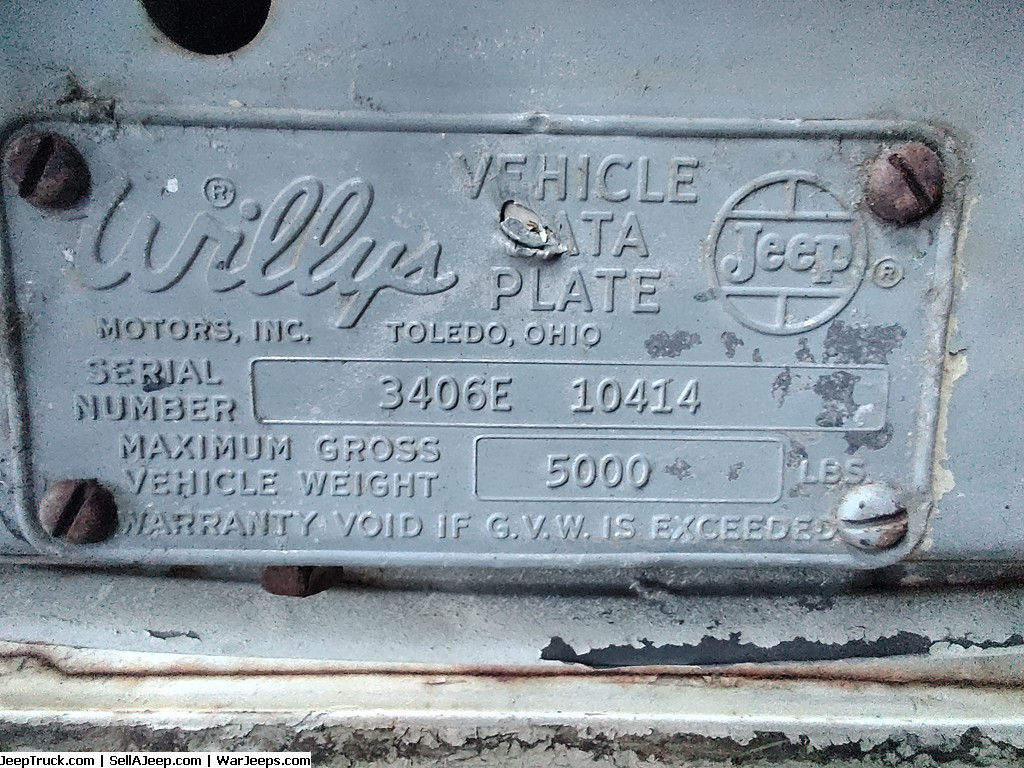 Willys ®
VEHICLE
DATA
PLATE
Jeep ®
MOTORS, INC. TOLEDO, OHIO
SERIAL NUMBER 3406E 10414
MAXIMUM GROSS
VEHICLE WEIGHT 5000 LBS.
WARRANTY VOID IF G.V.W. IS EXCEEDED
JeepTruck.com | SellAJeep.com | WarJeeps.com